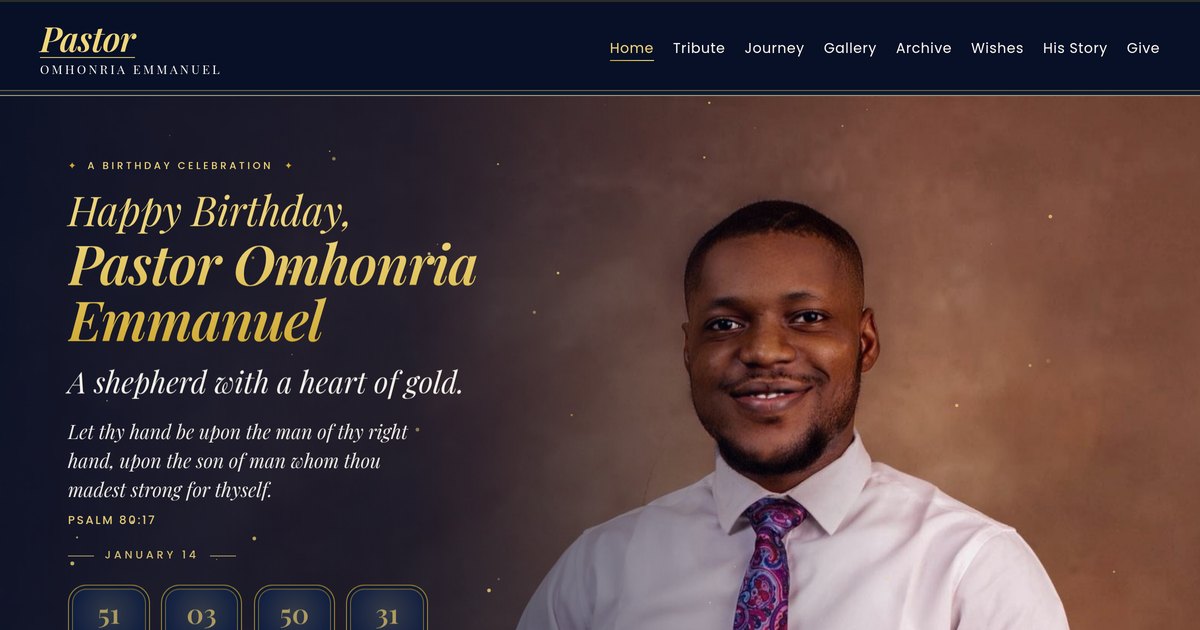 Pastor
OMHONRIA EMMANUEL
Home Tribute Journey Gallery Archive Wishes His Story Give
A BIRTHDAY CELEBRATION
Happy Birthday,
Pastor Omhonria
Emmanuel
A shepherd with a heart of gold.
Let thy hand be upon the man of thy right
hand, upon the son of man whom thou
madest strong for thyself.
PSALM 80:17
JANUARY 14
51 03 50 31